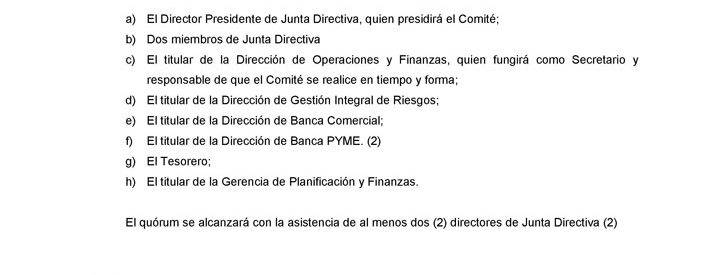 a) El Director Presidente de Junta Directiva, quien presidirá el Comité;
b) Dos miembros de Junta Directiva
c) El titular de la Dirección de Operaciones y Finanzas, quien fungirá como Secretario y
responsable de que el Comité se realice en tiempo y forma;
d) El titular de la Dirección de Gestión Integral de Riesgos;
e) El titular de la Dirección de Banca Comercial;
f) El titular de la Dirección de Banca PYME. (2)
g) El Tesorero;
h) El titular de la Gerencia de Planificación y Finanzas.
El quórum se alcanzará con la asistencia de al menos dos (2) directores de Junta Directiva (2)